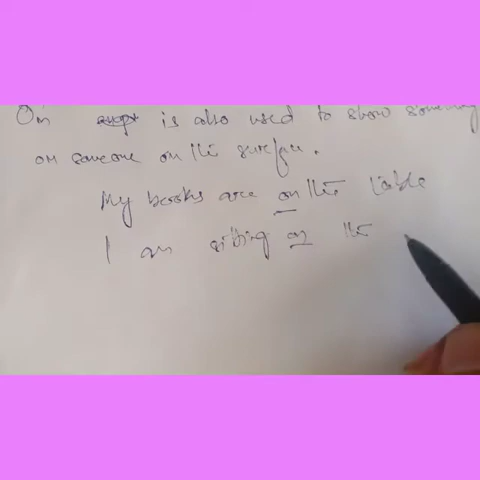 On is also used to show something
or someone on the surface.
My books are on the table
I am sitting on the